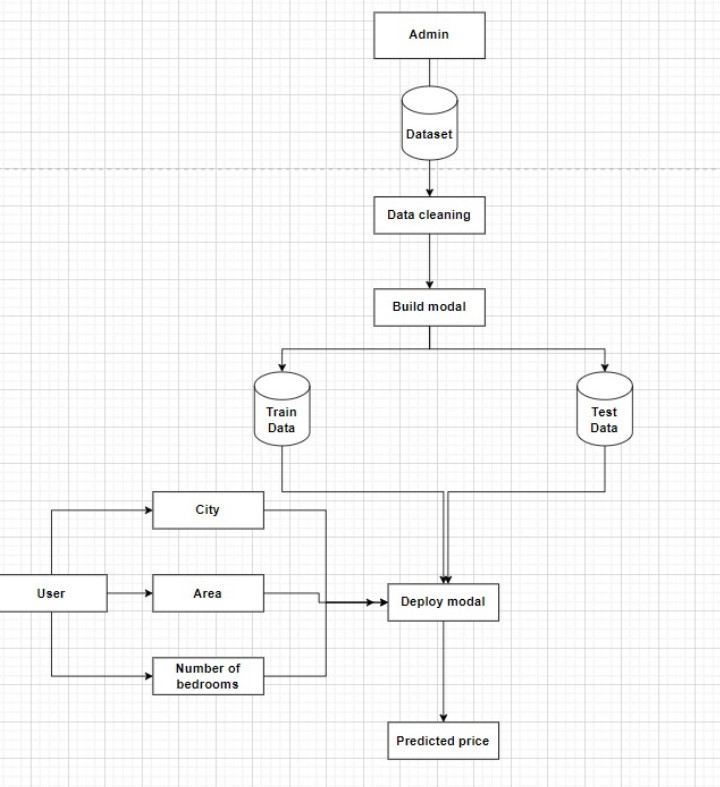 Admin
Dataset
Data cleaning
Build modal
Train
Data
Test
Data
City
User
Area
Deploy modal
Number of
bedrooms
Predicted price